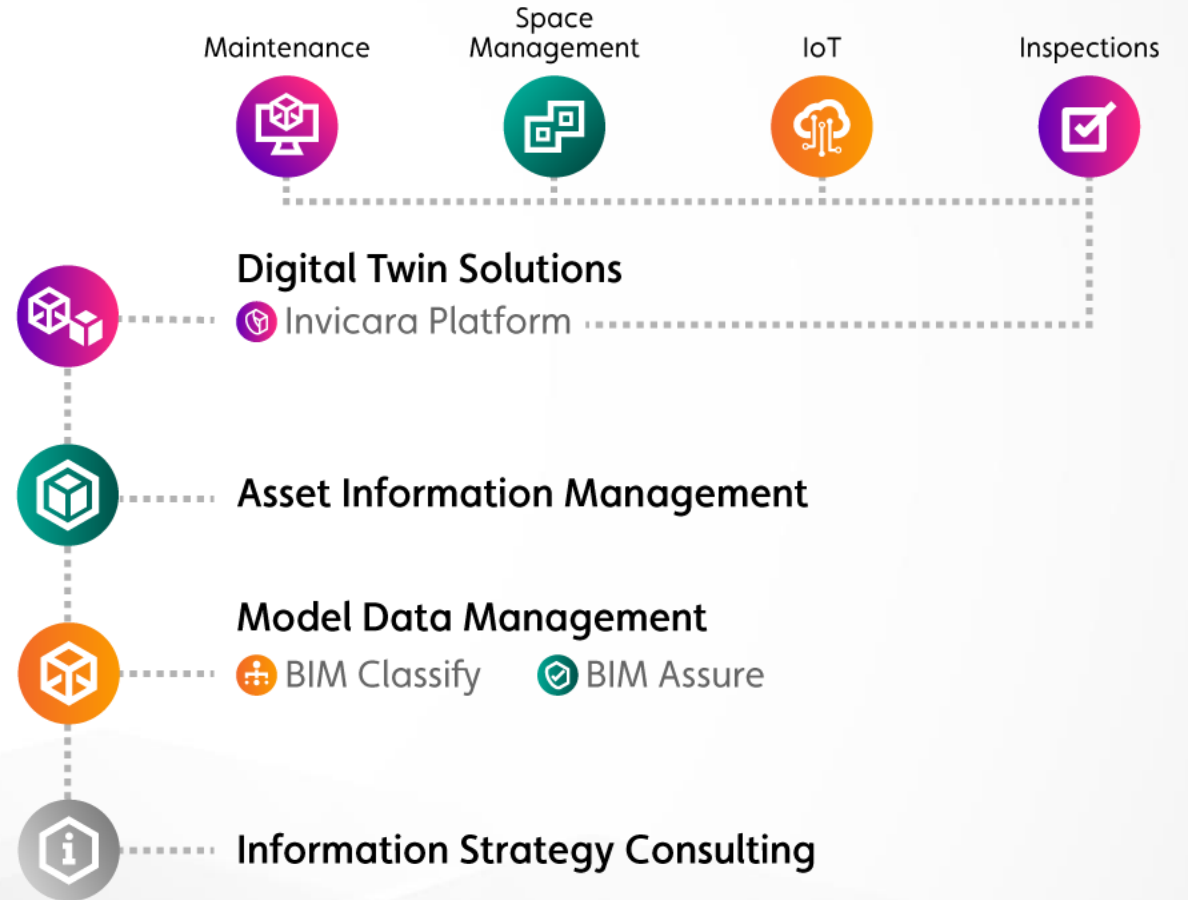 Maintenance
Space
Management
IoT
Inspections
Digital Twin Solutions
Invicara Platform
Asset Information Management
Model Data Management
BIM Classify
BIM Assure
Information Strategy Consulting